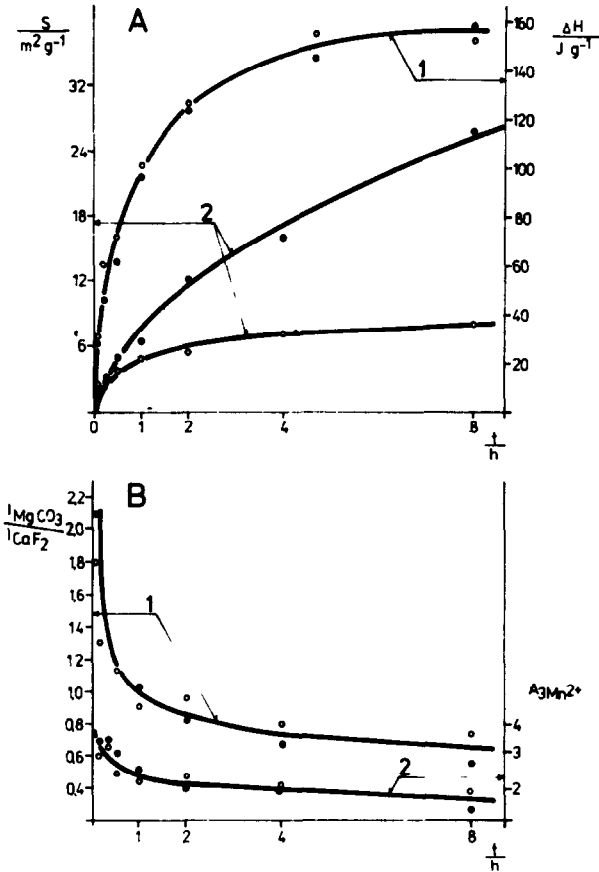 A
S
m² g⁻¹
ΔH
J g⁻¹
160
140
120
100
80
60
40
20
32
24
18
12
6
1
2
0 1 2 4 8
t
h
B
I MgCO3
I CaF2
2,2
2,0
1,8
1,6
1,4
1,2
1,0
0,8
0,6
0,4
1
2
A3Mn2+
4
3
2
1 2 4 8
t
h